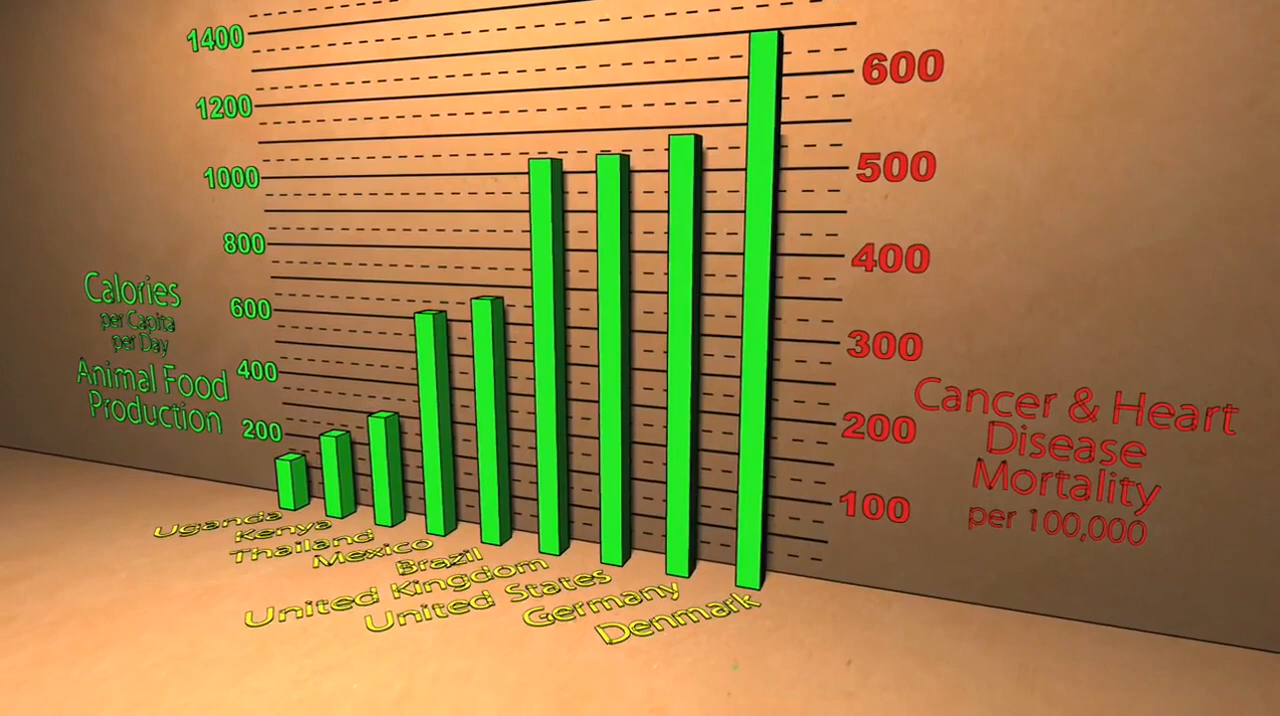 1400
1200
1000
800
600
400
200
Calories
per Capita
per Day
Animal Food
Production
600
500
400
300
200
100
Cancer & Heart
Disease
Mortality
per 100,000
Uganda
Kenya
Thailand
Mexico
Brazil
United Kingdom
United States
Germany
Denmark